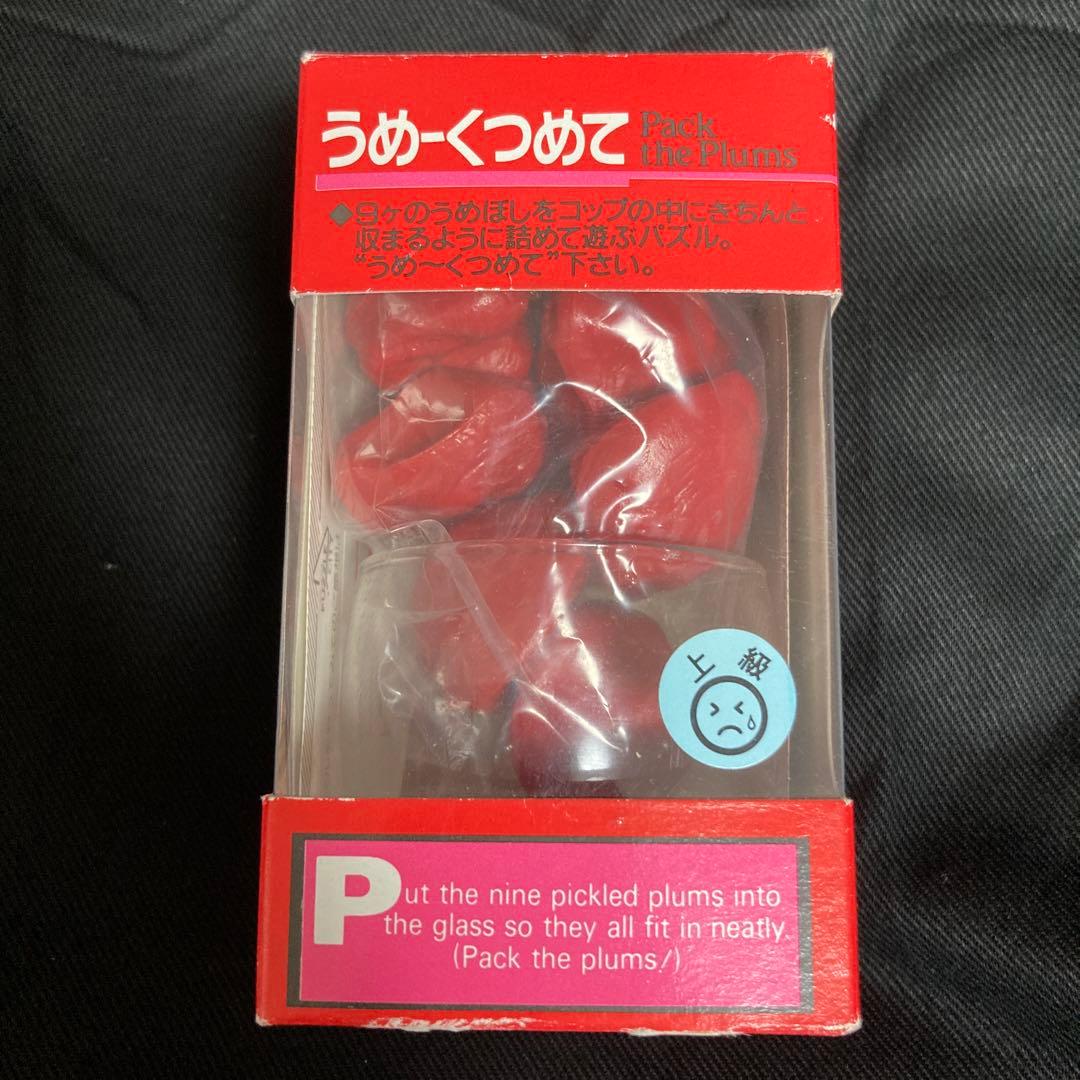 うめーくつめて
Pack
the Plums
◆9ヶのうめぼしをコップの中にきちんと
収まるように詰めて遊ぶパズル。
“うめ〜くつめて”下さい。
上級
Put the nine pickled plums into
the glass so they all fit in neatly.
(Pack the plums!)